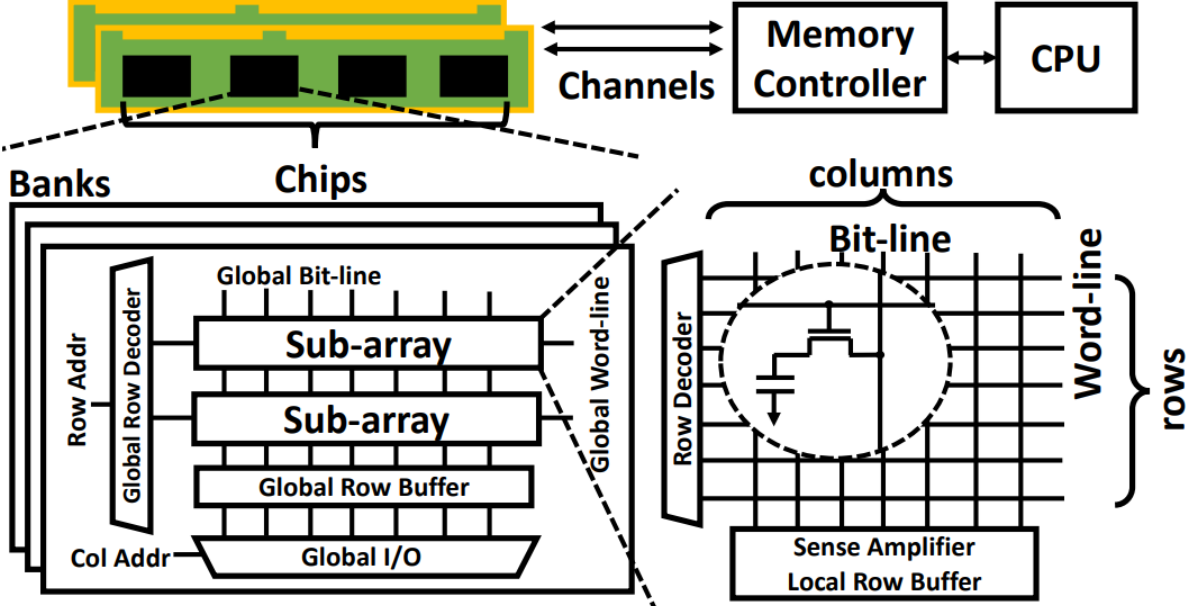 Channels
Memory
Controller
CPU
Chips
Banks
Global Bit-line
Sub-array
Sub-array
Global Row Buffer
Global I/O
Row Addr
Global Row Decoder
Global Word-line
Col Addr
columns
Bit-line
Row Decoder
Word-line
rows
Sense Amplifier
Local Row Buffer